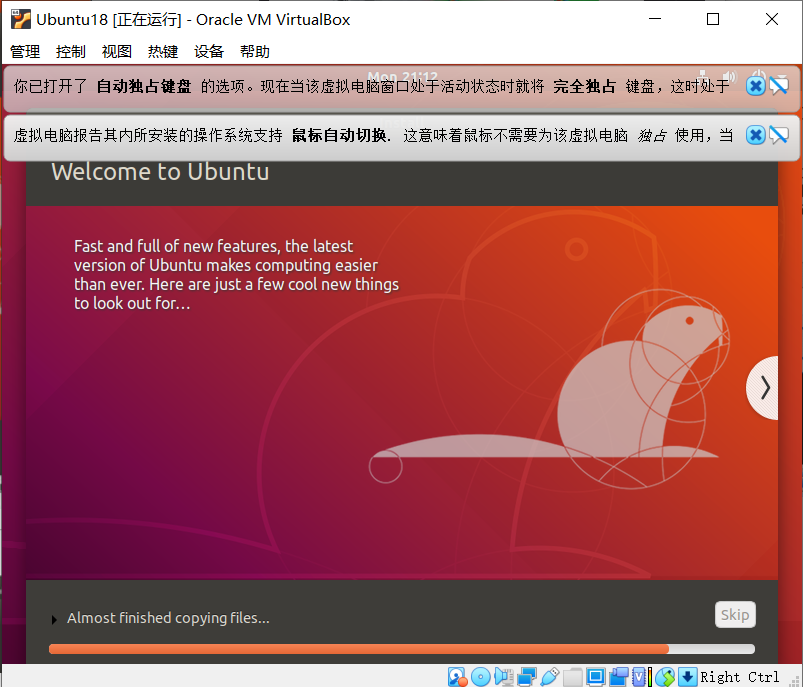 Ubuntu18 [正在运行] - Oracle VM VirtualBox
管理 控制 视图 热键 设备 帮助
Mon 21:12
你已打开了 自动独占键盘 的选项。现在当该虚拟电脑窗口处于活动状态时就将 完全独占 键盘，这时处于
虚拟电脑报告其内所安装的操作系统支持 鼠标自动切换. 这意味着鼠标不需要为该虚拟电脑 独占 使用，当
Welcome to Ubuntu
Fast and full of new features, the latest
version of Ubuntu makes computing easier
than ever. Here are just a few cool new things
to look out for…
Almost finished copying files...
Skip
Right Ctrl